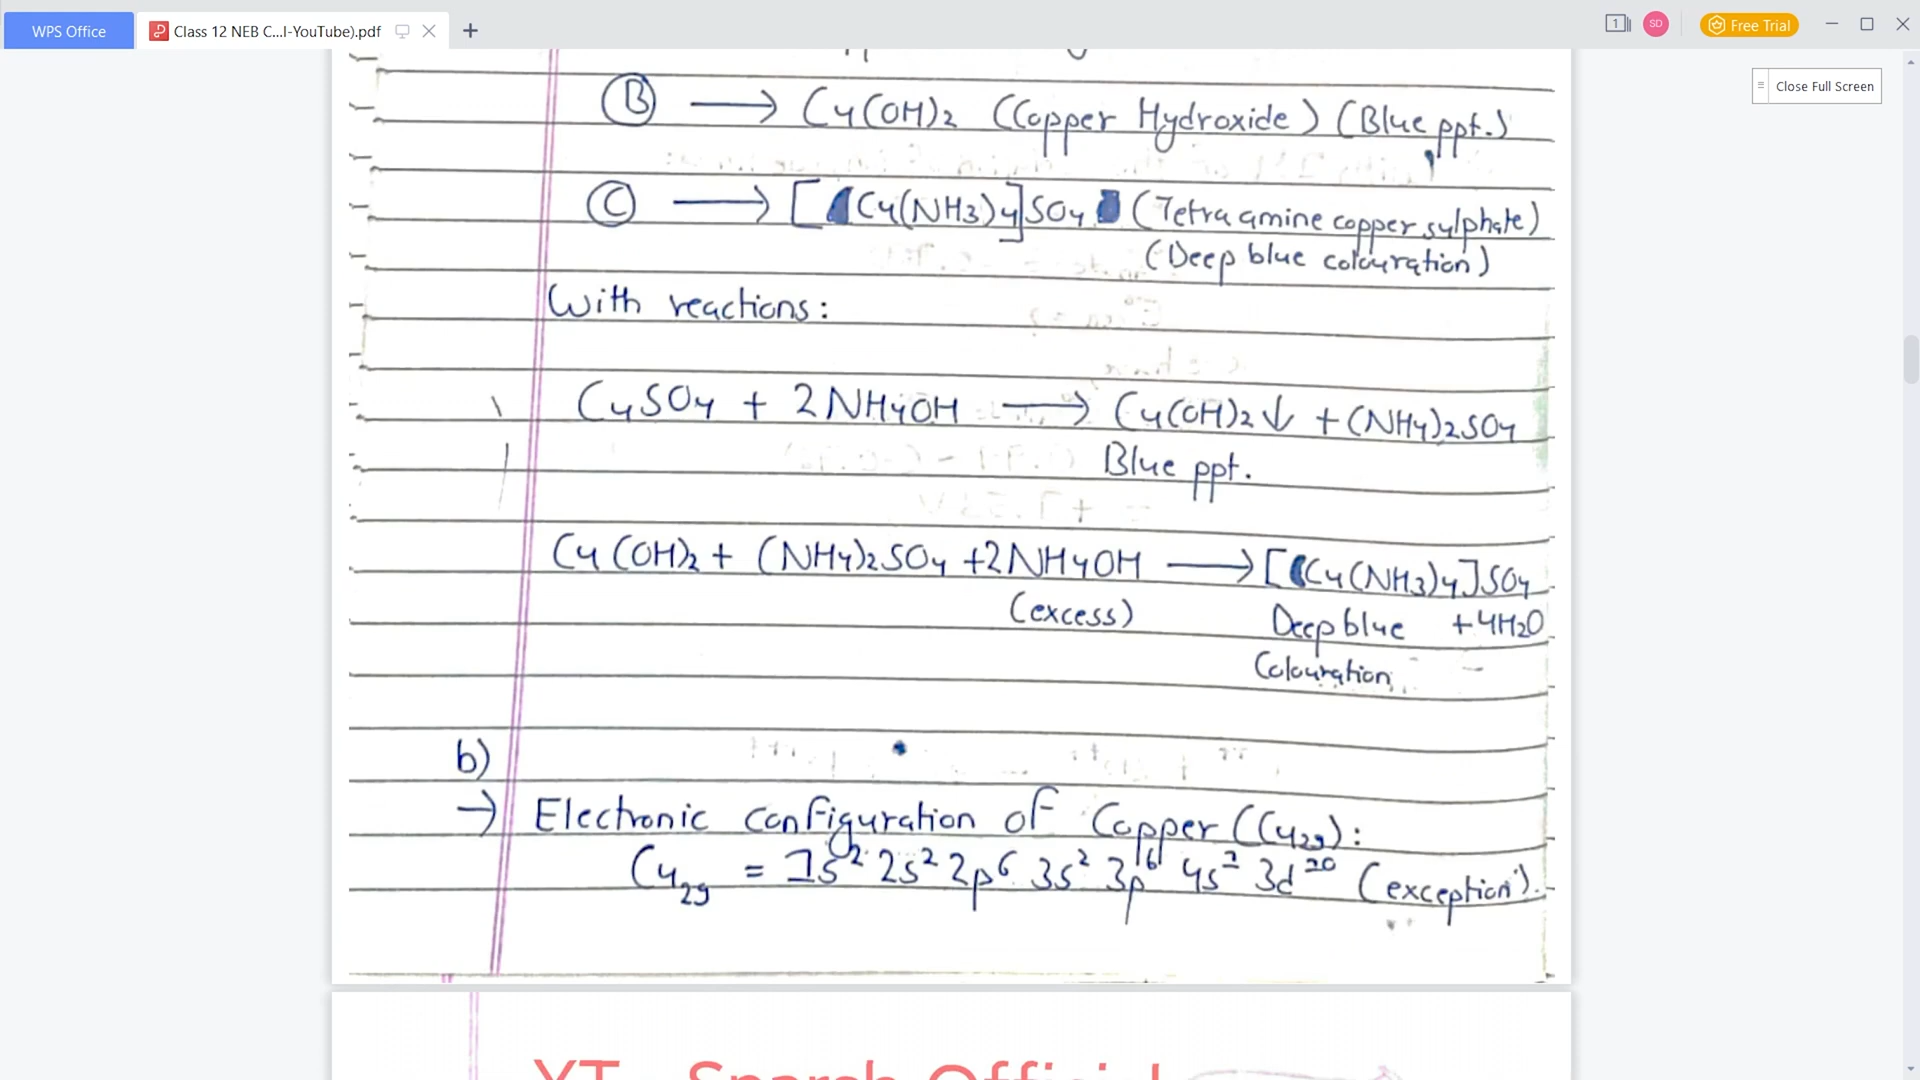 WPS Office
Class 12 NEB C...I-YouTube).pdf
1
SD
Free Trial
Close Full Screen
B → Cu(OH)2 (Copper Hydroxide) (Blue ppt.)
C → [Cu(NH3)4]SO4 (Tetra amine copper sulphate)
(Deep blue colouration)
With reactions:
CuSO4 + 2NH4OH → Cu(OH)2↓ + (NH4)2SO4
Blue ppt.
Cu(OH)2 + (NH4)2SO4 +2NH4OH → [Cu(NH3)4]SO4
(excess) Deep blue +4H2O
Colouration
b)
→ Electronic configuration of Copper (Cu29):
Cu29 = 1s² 2s² 2p⁶ 3s² 3p⁶ 4s¹ 3d¹⁰ (exception).